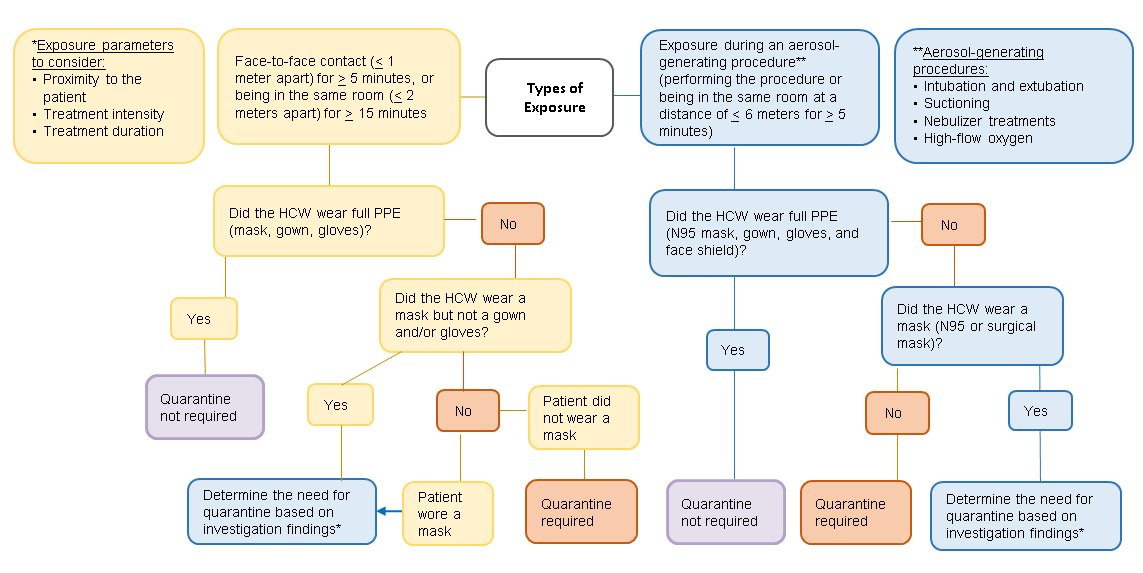 *Exposure parameters
to consider:
▪ Proximity to the
patient
▪ Treatment intensity
▪ Treatment duration
Face-to-face contact (< 1
meter apart) for > 5 minutes, or
being in the same room (< 2
meters apart) for > 15 minutes
Types of
Exposure
Exposure during an aerosol-
generating procedure**
(performing the procedure or
being in the same room at a
distance of < 6 meters for > 5
minutes)
**Aerosol-generating
procedures:
▪ Intubation and extubation
▪ Suctioning
▪ Nebulizer treatments
▪ High-flow oxygen
Did the HCW wear full PPE
(mask, gown, gloves)?
No
Did the HCW wear full PPE
(N95 mask, gown, gloves, and
face shield)?
No
Yes
Did the HCW wear a
mask but not a gown
and/or gloves?
Yes
Did the HCW wear a
mask (N95 or surgical
mask)?
Quarantine
not required
Yes
No
Patient did
not wear a
mask
No
Yes
Determine the need for
quarantine based on
investigation findings*
Patient
wore a
mask
Quarantine
required
Quarantine
not required
Quarantine
required
Determine the need for
quarantine based on
investigation findings*